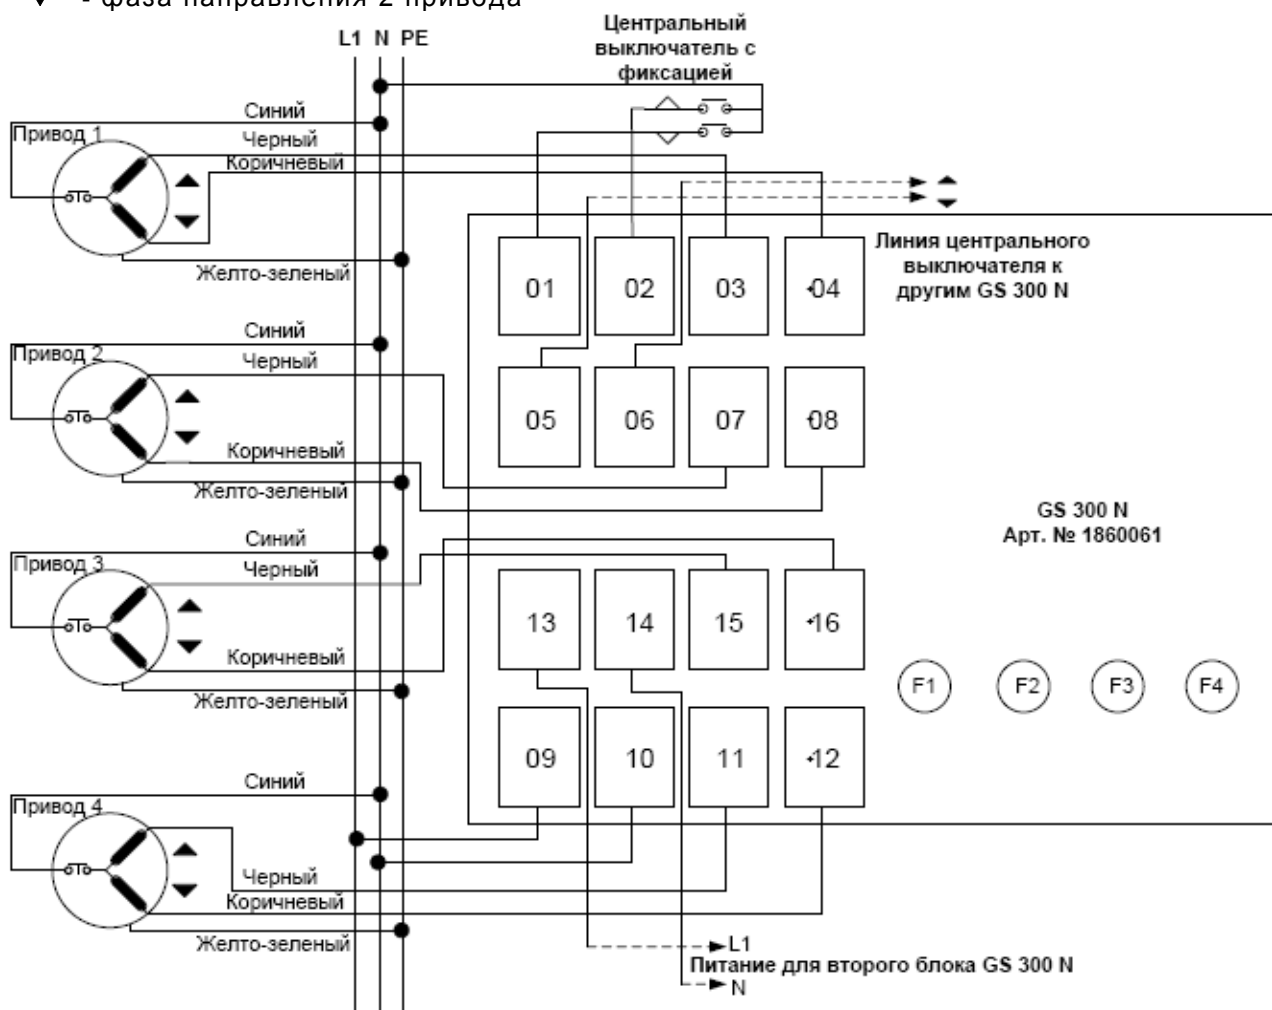 - фаза направления 2 привода
Центральный
выключатель с
фиксацией
L1 N PE
Синий
Привод 1
Черный
Коричневый
Желто-зеленый
Линия центрального
выключателя к
другим GS 300 N
01 02 03 04
Синий
Привод 2
Черный
05 06 07 08
Коричневый
Желто-зеленый
GS 300 N
Арт. № 1860061
Синий
Привод 3
Черный
13 14 15 16
Коричневый
Желто-зеленый
F1 F2 F3 F4
09 10 11 12
Синий
Привод 4
Черный
Коричневый
Желто-зеленый
L1
Питание для второго блока GS 300 N
N